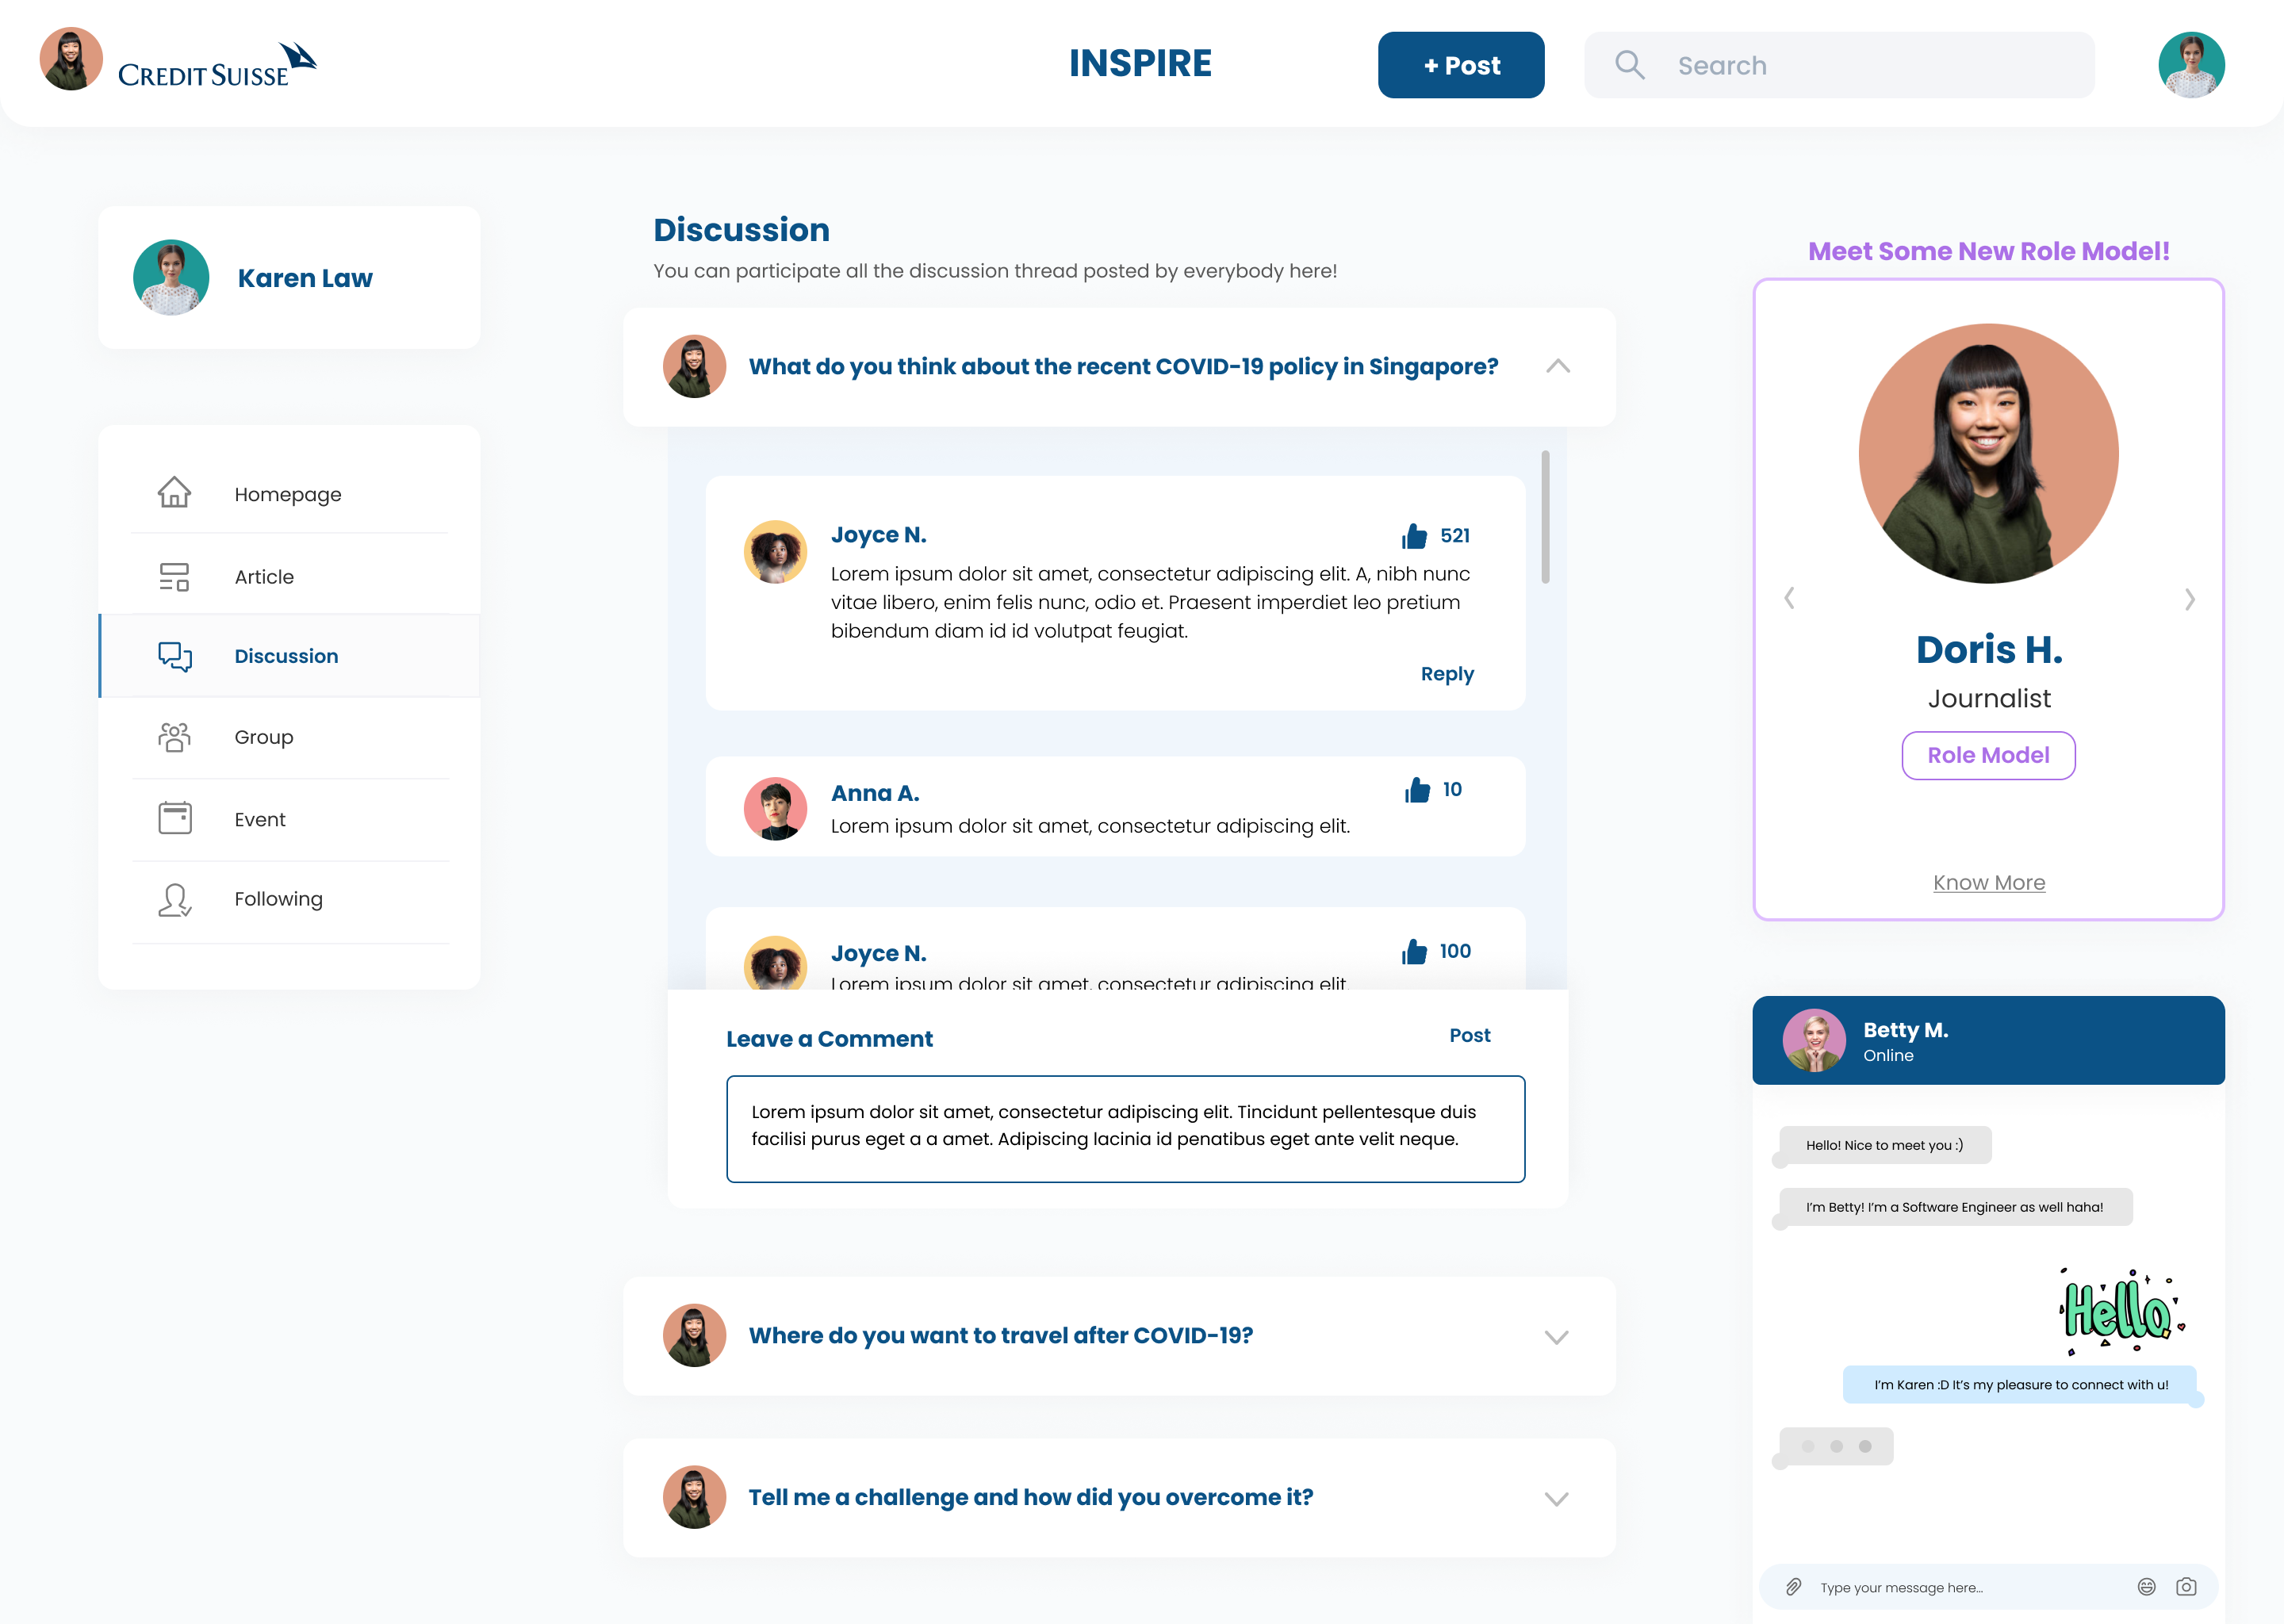 CREDIT SUISSE
INSPIRE
+ Post
Search
Karen Law
Homepage
Article
Discussion
Group
Event
Following
Discussion
You can participate all the discussion thread posted by everybody here!
What do you think about the recent COVID-19 policy in Singapore?
Joyce N.
521
Lorem ipsum dolor sit amet, consectetur adipiscing elit. A, nibh nunc
vitae libero, enim felis nunc, odio et. Praesent imperdiet leo pretium
bibendum diam id id volutpat feugiat.
Reply
Anna A.
10
Lorem ipsum dolor sit amet, consectetur adipiscing elit.
Joyce N.
100
Lorem ipsum dolor sit amet, consectetur adipiscing elit.
Leave a Comment
Post
Lorem ipsum dolor sit amet, consectetur adipiscing elit. Tincidunt pellentesque duis
facilisi purus eget a a amet. Adipiscing lacinia id penatibus eget ante velit neque.
Where do you want to travel after COVID-19?
Tell me a challenge and how did you overcome it?
Meet Some New Role Model!
Doris H.
Journalist
Role Model
Know More
Betty M.
Online
Hello! Nice to meet you :)
I'm Betty! I'm a Software Engineer as well haha!
Hello
I'm Karen :D It's my pleasure to connect with u!
Type your message here...